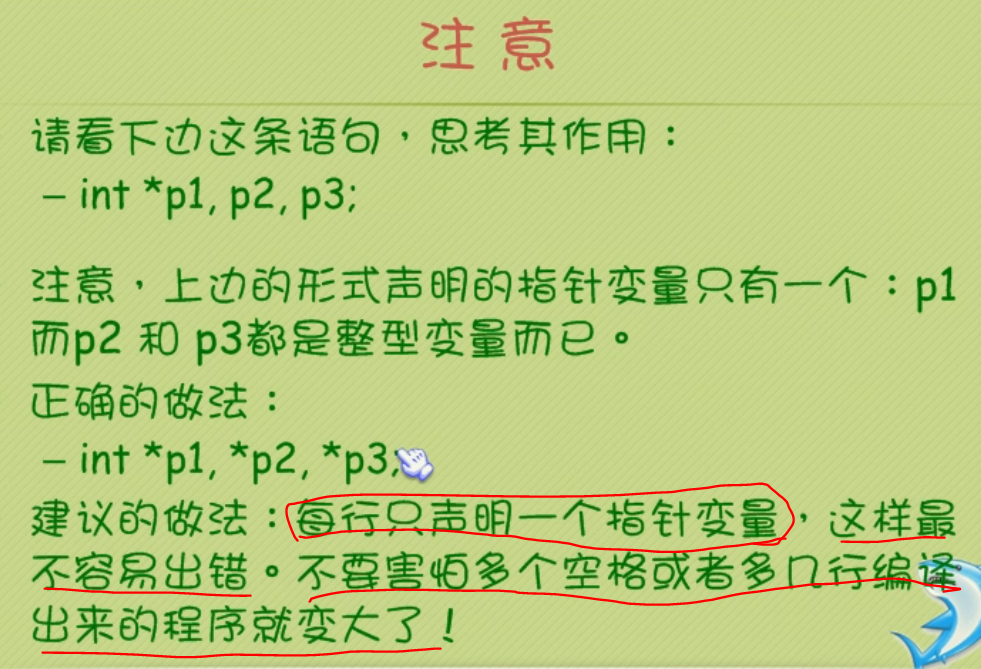 注意
请看下边这条语句，思考其作用：
– int *p1, p2, p3;
注意，上边的形式声明的指针变量只有一个：p1
而p2 和 p3都是整型变量而已。
正确的做法：
– int *p1, *p2, *p3;
建议的做法：每行只声明一个指针变量，这样最
不容易出错。不要害怕多个空格或者多几行编译
出来的程序就变大了！